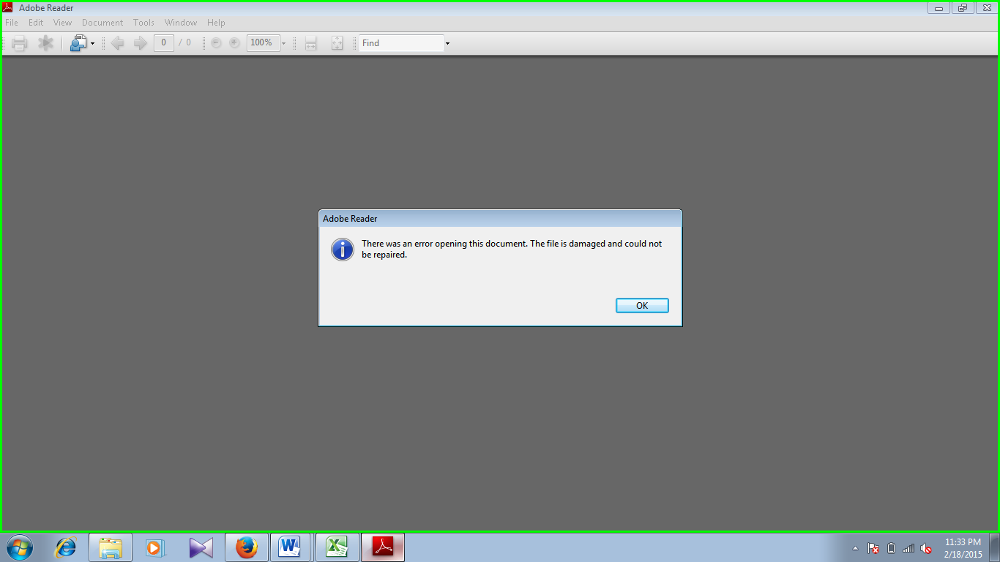 Adobe Reader
File Edit View Document Tools Window Help
0 / 0 100% Find
Adobe Reader
There was an error opening this document. The file is damaged and could not
be repaired.
OK
11:33 PM
2/18/2015